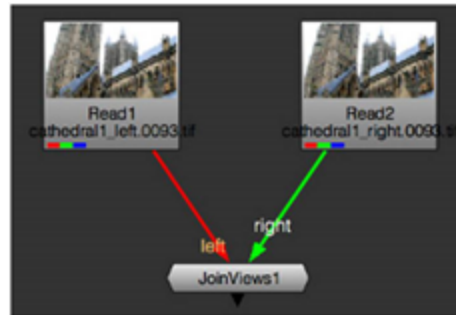 Read1
cathedral1_left.0093.tif
Read2
cathedral1_right.0093.tif
left
right
JoinViews1